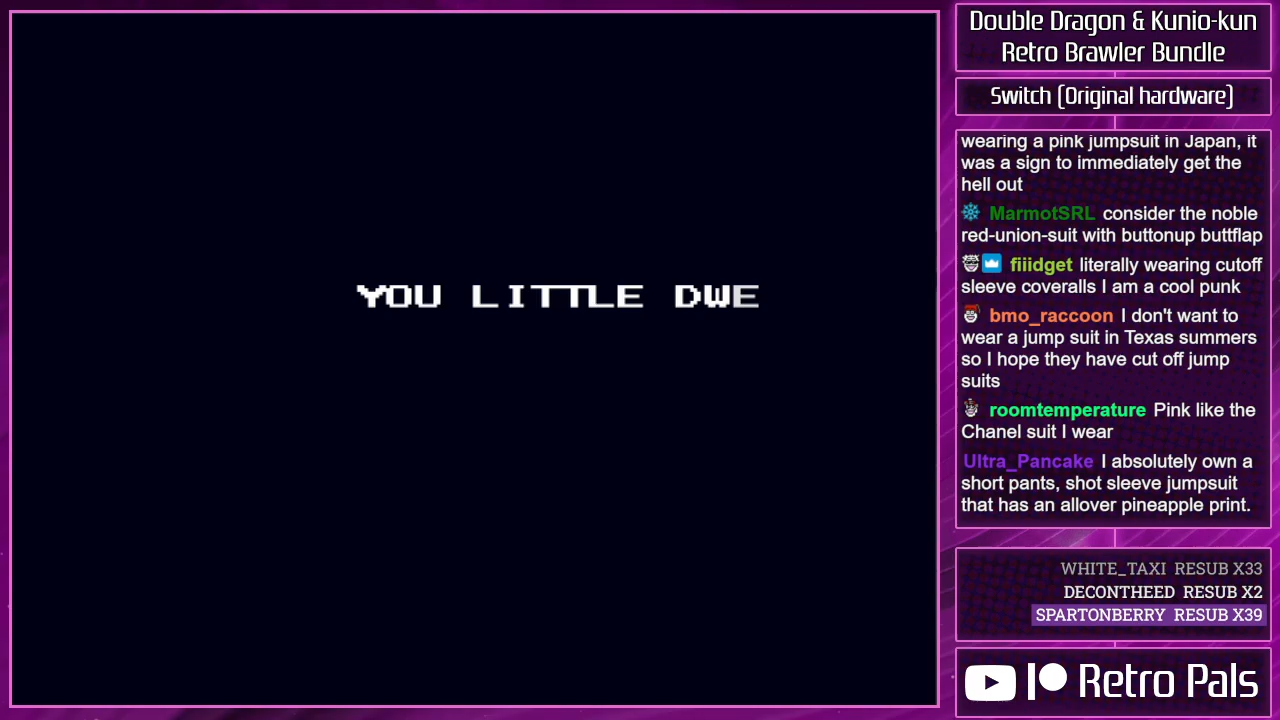 YOU LITTLE DWE
Double Dragon & Kunio-kun
Retro Brawler Bundle
Switch (Original hardware)
wearing a pink jumpsuit in Japan, it
was a sign to immediately get the
hell out
MarmotSRL consider the noble
red-union-suit with buttonup buttflap
fiiidget literally wearing cutoff
sleeve coveralls I am a cool punk
bmo_raccoon I don't want to
wear a jump suit in Texas summers
so I hope they have cut off jump
suits
roomtemperature Pink like the
Chanel suit I wear
Ultra_Pancake I absolutely own a
short pants, shot sleeve jumpsuit
that has an allover pineapple print.
WHITE_TAXI RESUB X33
DECONTHEED RESUB X2
SPARTONBERRY RESUB X39
Retro Pals